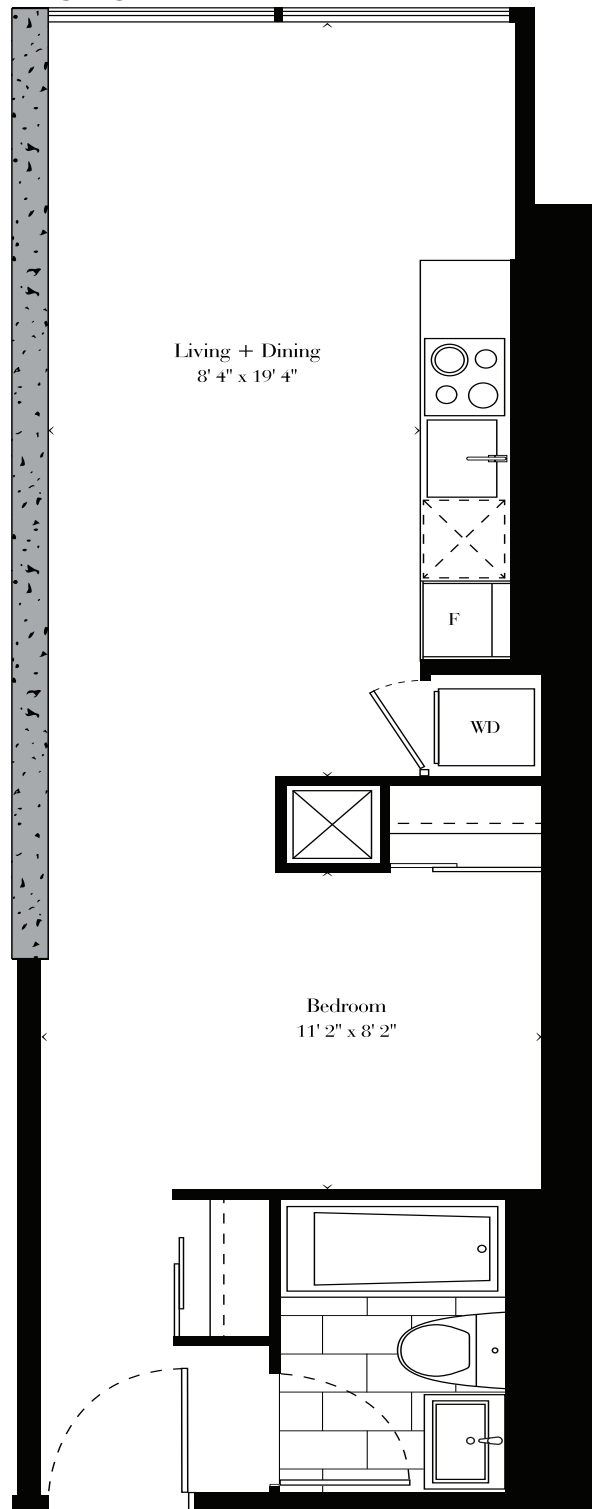 Living + Dining
8' 4" x 19' 4"
F
WD
Bedroom
11' 2" x 8' 2"